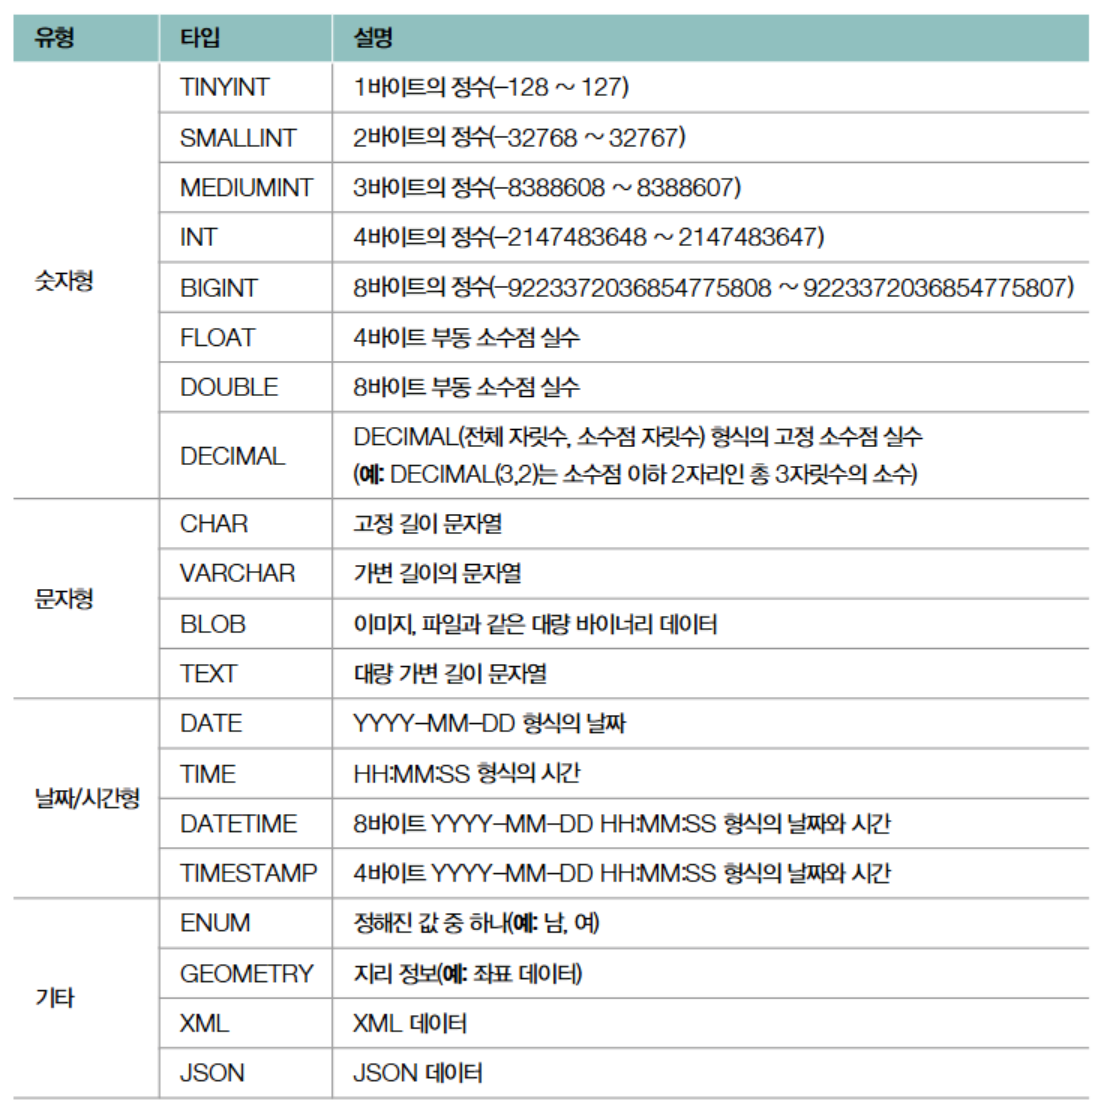 유형 타입 설명
숫자형
TINYINT 1바이트의 정수(-128 ~ 127)
SMALLINT 2바이트의 정수(-32768 ~ 32767)
MEDIUMINT 3바이트의 정수(-8388608 ~ 8388607)
INT 4바이트의 정수(-2147483648 ~ 2147483647)
BIGINT 8바이트의 정수(-9223372036854775808 ~ 9223372036854775807)
FLOAT 4바이트 부동 소수점 실수
DOUBLE 8바이트 부동 소수점 실수
DECIMAL DECIMAL(전체 자릿수, 소수점 자릿수) 형식의 고정 소수점 실수
(예: DECIMAL(3,2)는 소수점 이하 2자리인 총 3자릿수의 소수)
문자형
CHAR 고정 길이 문자열
VARCHAR 가변 길이의 문자열
BLOB 이미지, 파일과 같은 대량 바이너리 데이터
TEXT 대량 가변 길이 문자열
날짜/시간형
DATE YYYY-MM-DD 형식의 날짜
TIME HH:MM:SS 형식의 시간
DATETIME 8바이트 YYYY-MM-DD HH:MM:SS 형식의 날짜와 시간
TIMESTAMP 4바이트 YYYY-MM-DD HH:MM:SS 형식의 날짜와 시간
기타
ENUM 정해진 값 중 하나(예: 남, 여)
GEOMETRY 지리 정보(예: 좌표 데이터)
XML XML 데이터
JSON JSON 데이터